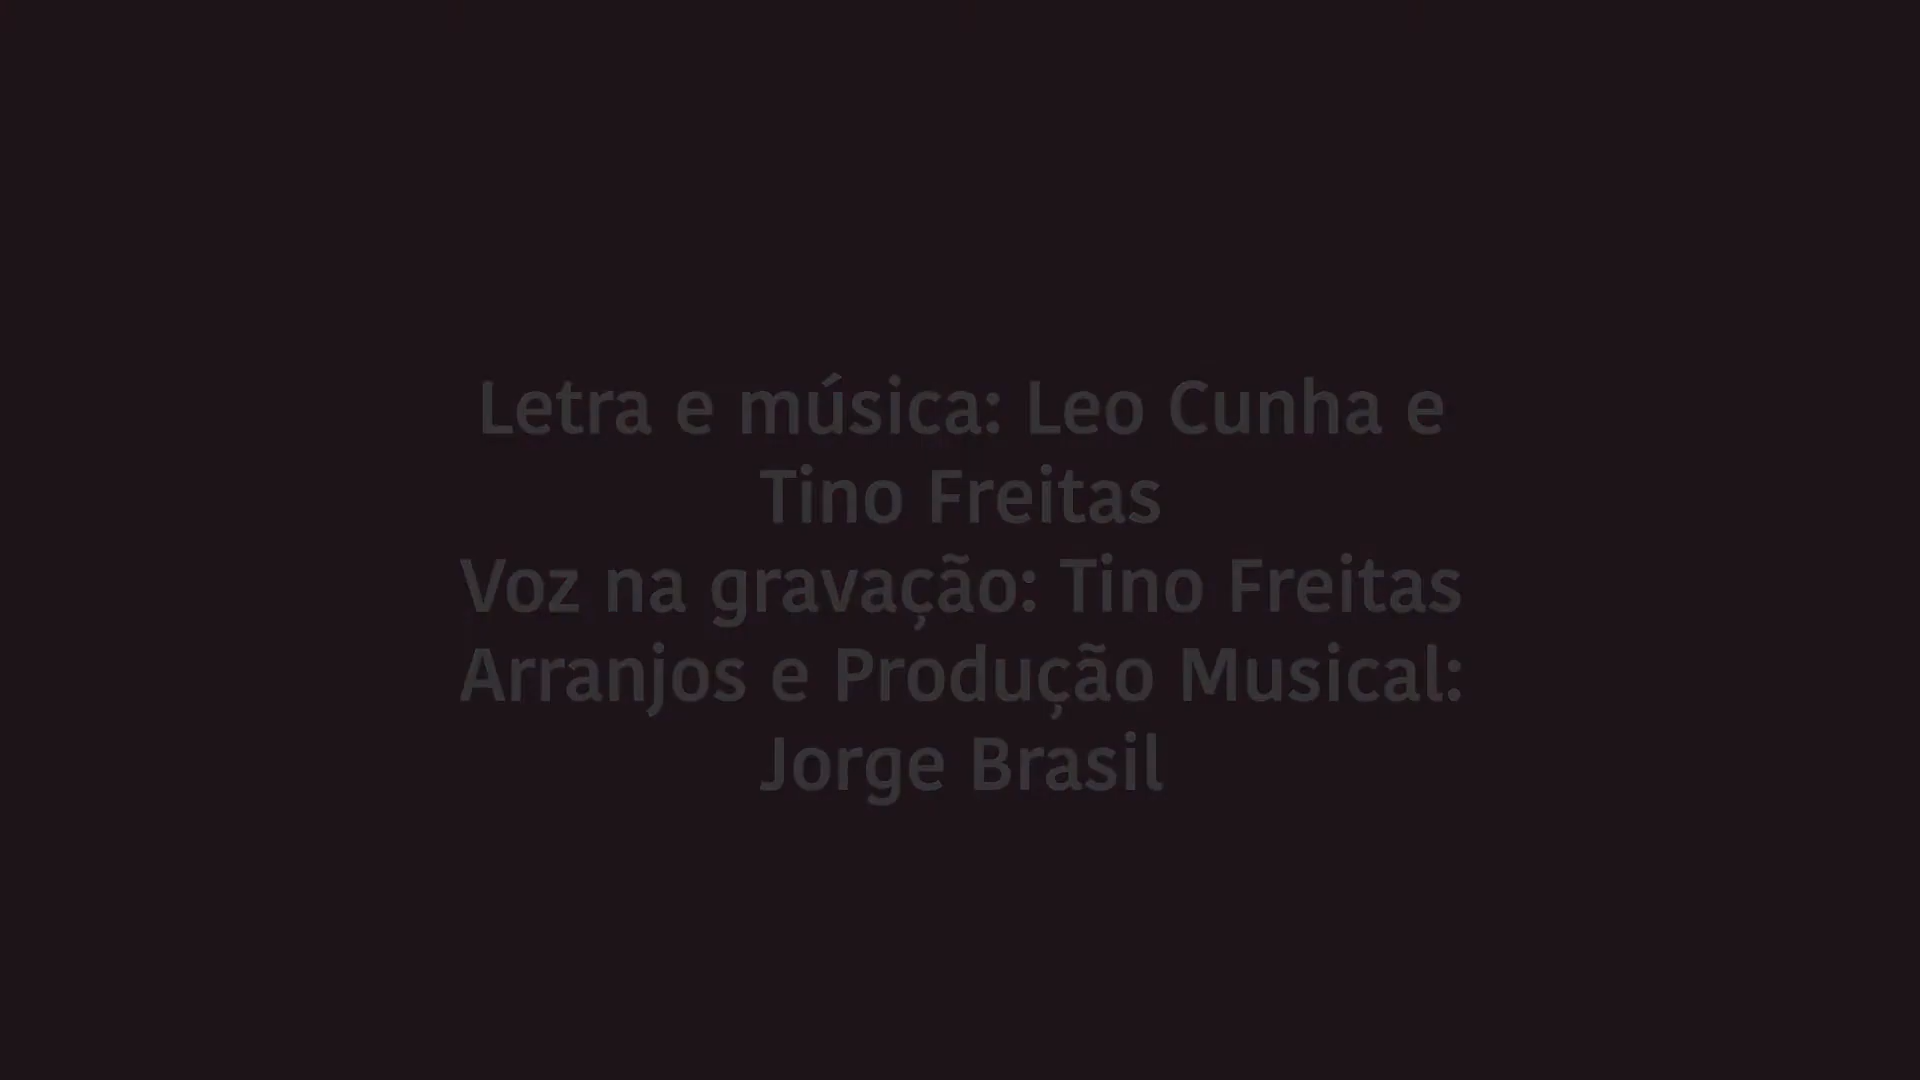 Letra e música: Leo Cunha e
Tino Freitas
Voz na gravação: Tino Freitas
Arranjos e Produção Musical:
Jorge Brasil